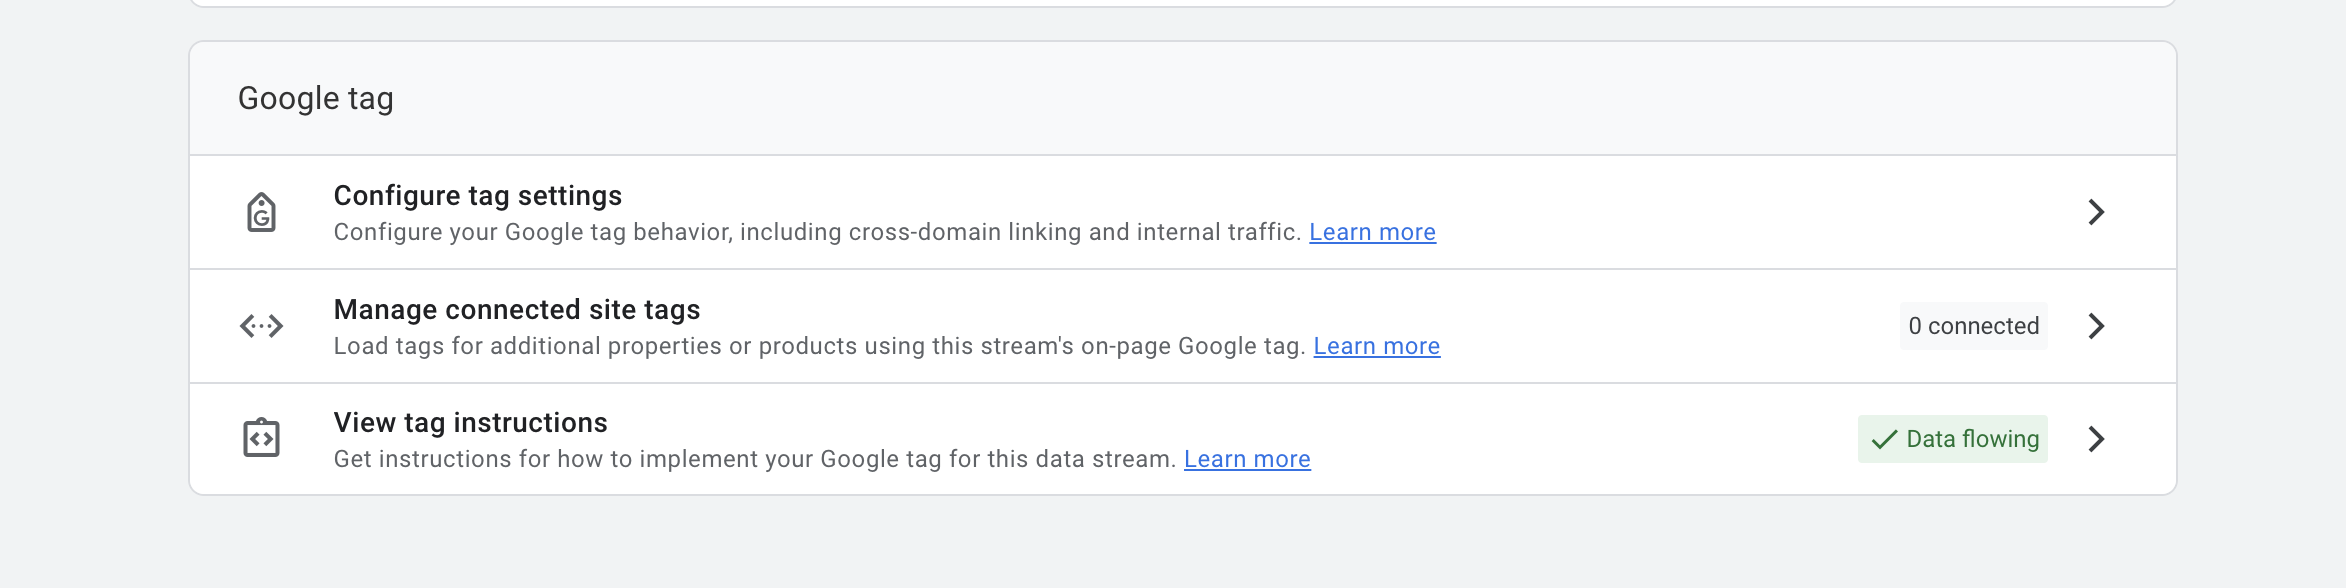 Google tag
Configure tag settings
Configure your Google tag behavior, including cross-domain linking and internal traffic. Learn more
Manage connected site tags
Load tags for additional properties or products using this stream's on-page Google tag. Learn more
0 connected
View tag instructions
Get instructions for how to implement your Google tag for this data stream. Learn more
Data flowing